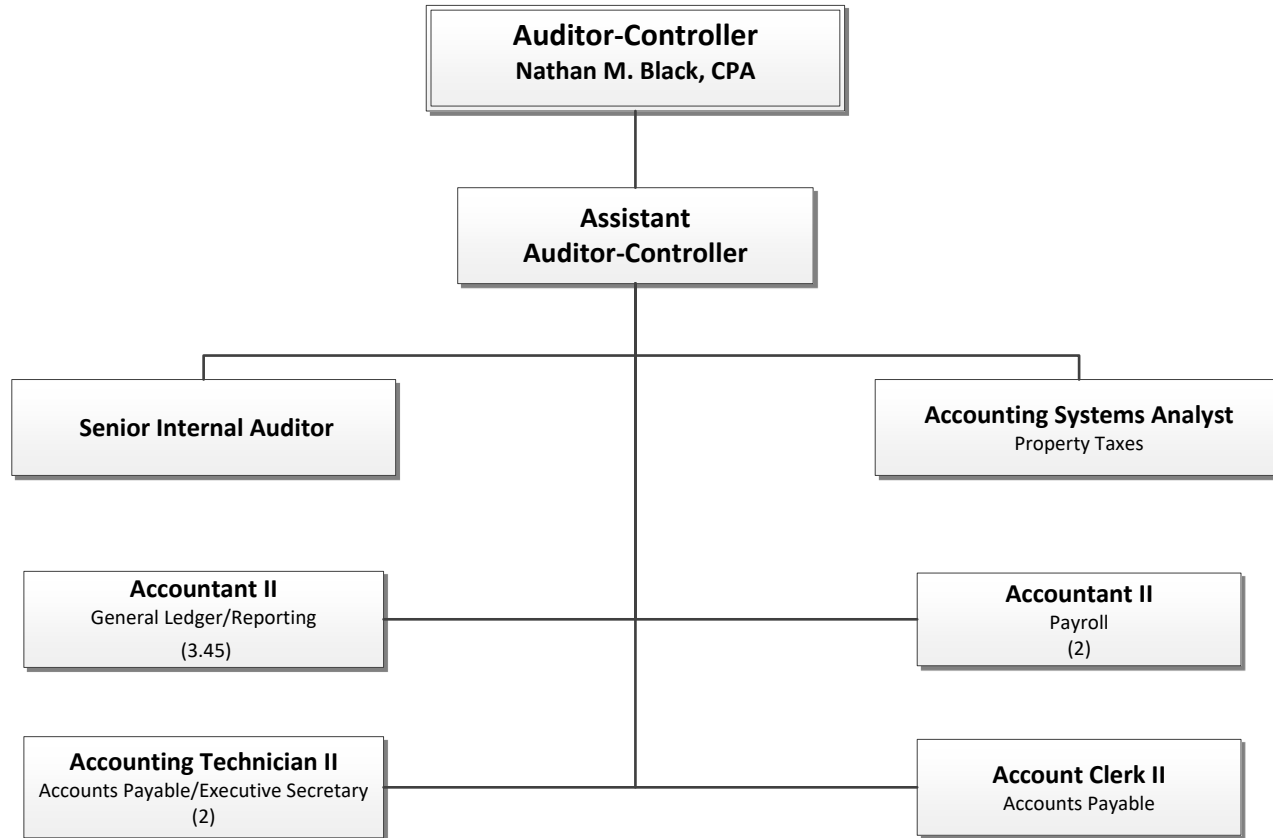 Auditor-Controller
Nathan M. Black, CPA
Assistant
Auditor-Controller
Senior Internal Auditor
Accounting Systems Analyst
Property Taxes
Accountant II
General Ledger/Reporting
(3.45)
Accountant II
Payroll
(2)
Accounting Technician II
Accounts Payable/Executive Secretary
(2)
Account Clerk II
Accounts Payable